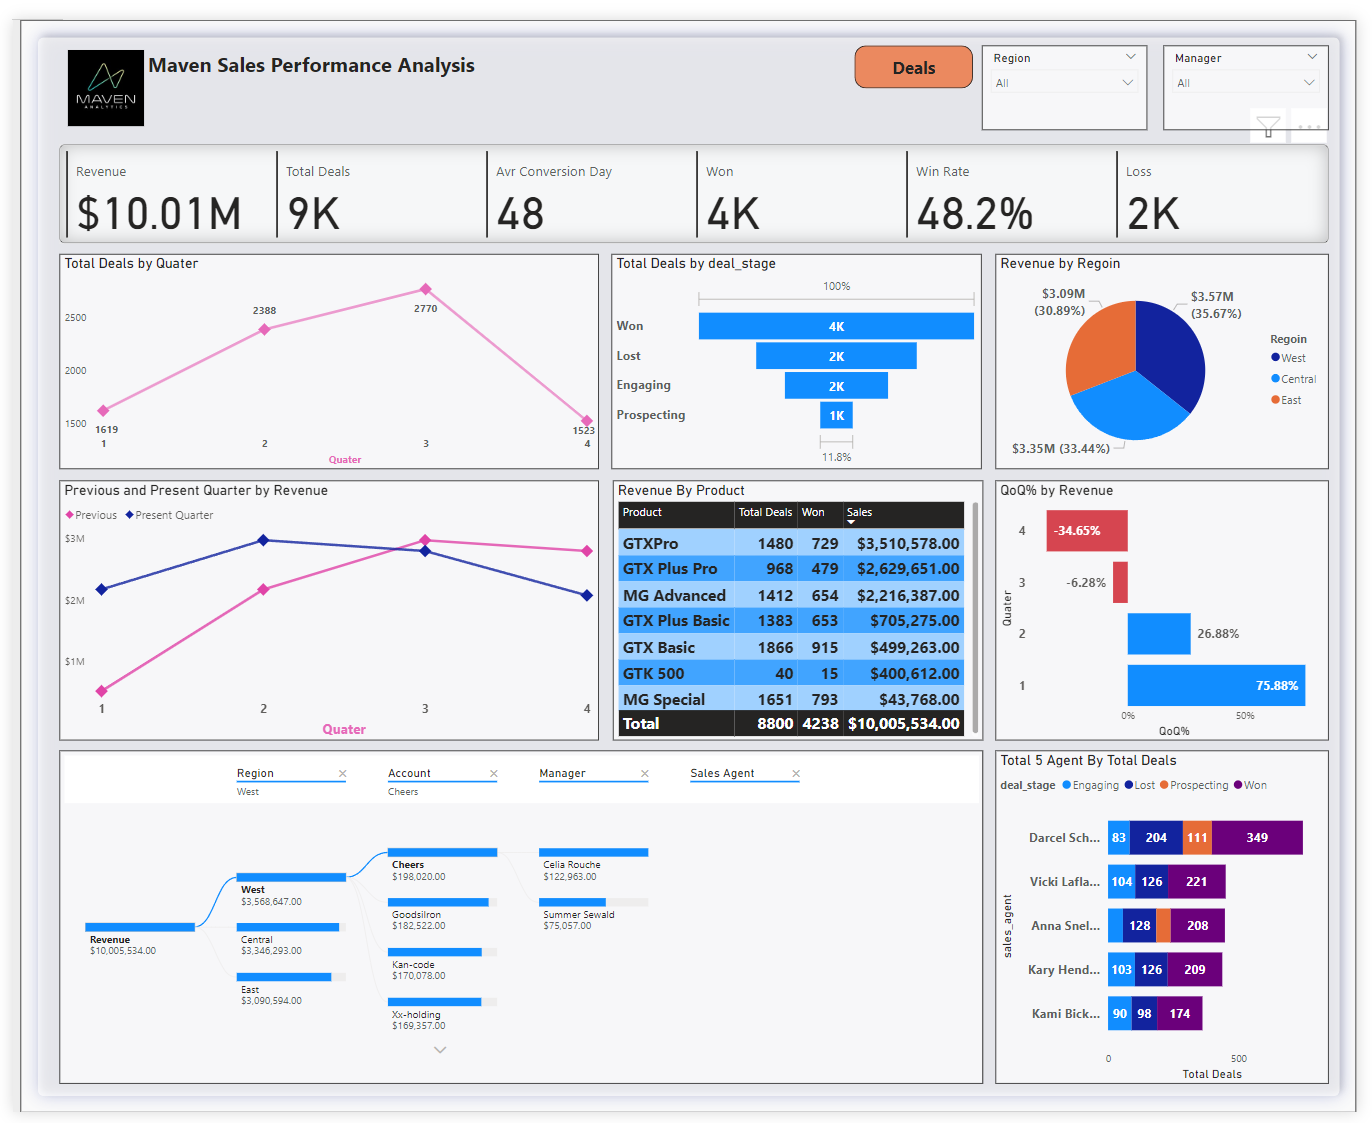 MAVEN
ANALYTICS
Maven Sales Performance Analysis
Deals
Region
All
Manager
All
Revenue
$10.01M
Total Deals
9K
Avr Conversion Day
48
Won
4K
Win Rate
48.2%
Loss
2K
Total Deals by Quater
2500
2000
1500
1619
2388
2770
1523
1 2 3 4
Quater
Total Deals by deal_stage
100%
Won 4K
Lost 2K
Engaging 2K
Prospecting 1K
11.8%
Revenue by Regoin
$3.09M
(30.89%)
$3.57M
(35.67%)
$3.35M (33.44%)
Regoin
West
Central
East
Previous and Present Quarter by Revenue
Previous Present Quarter
$3M
$2M
$1M
1 2 3 4
Quater
Revenue By Product
Product Total Deals Won Sales
GTXPro 1480 729 $3,510,578.00
GTX Plus Pro 968 479 $2,629,651.00
MG Advanced 1412 654 $2,216,387.00
GTX Plus Basic 1383 653 $705,275.00
GTX Basic 1866 915 $499,263.00
GTK 500 40 15 $400,612.00
MG Special 1651 793 $43,768.00
Total 8800 4238 $10,005,534.00
QoQ% by Revenue
Quater
4 -34.65%
3 -6.28%
2 26.88%
1 75.88%
0% 50%
QoQ%
Region
West
Account
Cheers
Manager
Sales Agent
Revenue
$10,005,534.00
West
$3,568,647.00
Central
$3,346,293.00
East
$3,090,594.00
Cheers
$198,020.00
Goodsilron
$182,522.00
Kan-code
$170,078.00
Xx-holding
$169,357.00
Celia Rouche
$122,963.00
Summer Sewald
$75,057.00
Total 5 Agent By Total Deals
deal_stage Engaging Lost Prospecting Won
sales_agent
Darcel Sch... 83 204 111 349
Vicki Lafla... 104 126 221
Anna Snel... 128 208
Kary Hend... 103 126 209
Kami Bick... 90 98 174
0 500
Total Deals